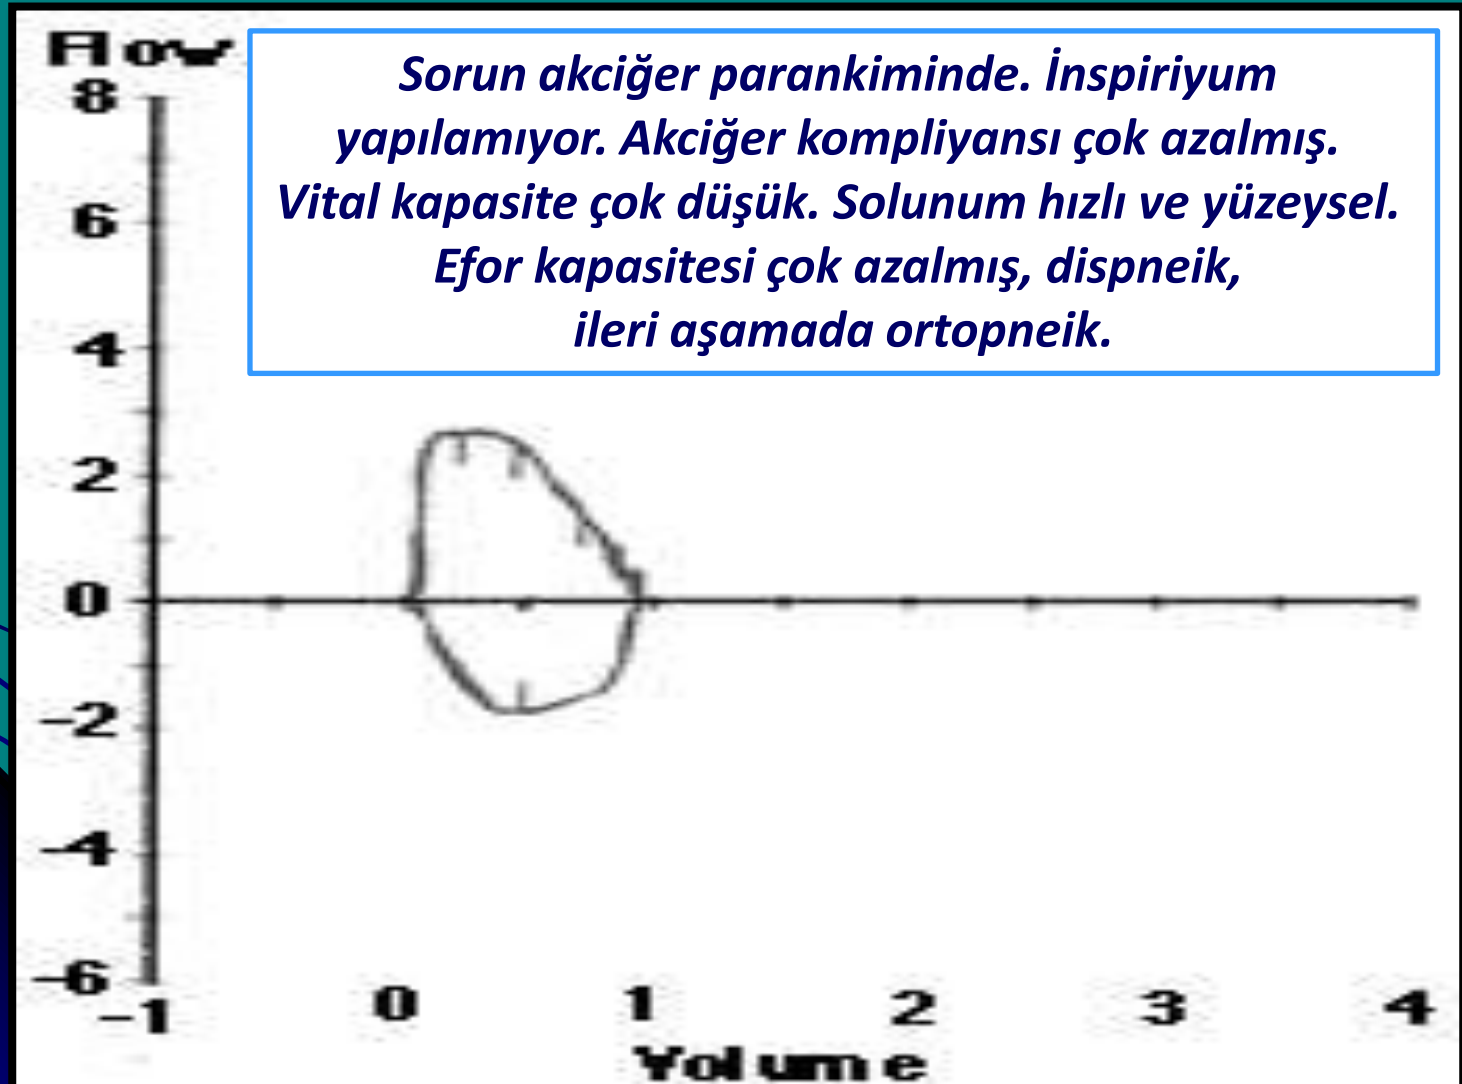 Flow
Sorun akciğer parankiminde. İnspiriyum
yapılamıyor. Akciğer kompliyansı çok azalmış.
Vital kapasite çok düşük. Solunum hızlı ve yüzeysel.
Efor kapasitesi çok azalmış, dispneik,
ileri aşamada ortopneik.
8
6
4
2
0
-2
-4
-6
-1 0 1 2 3 4
Volume